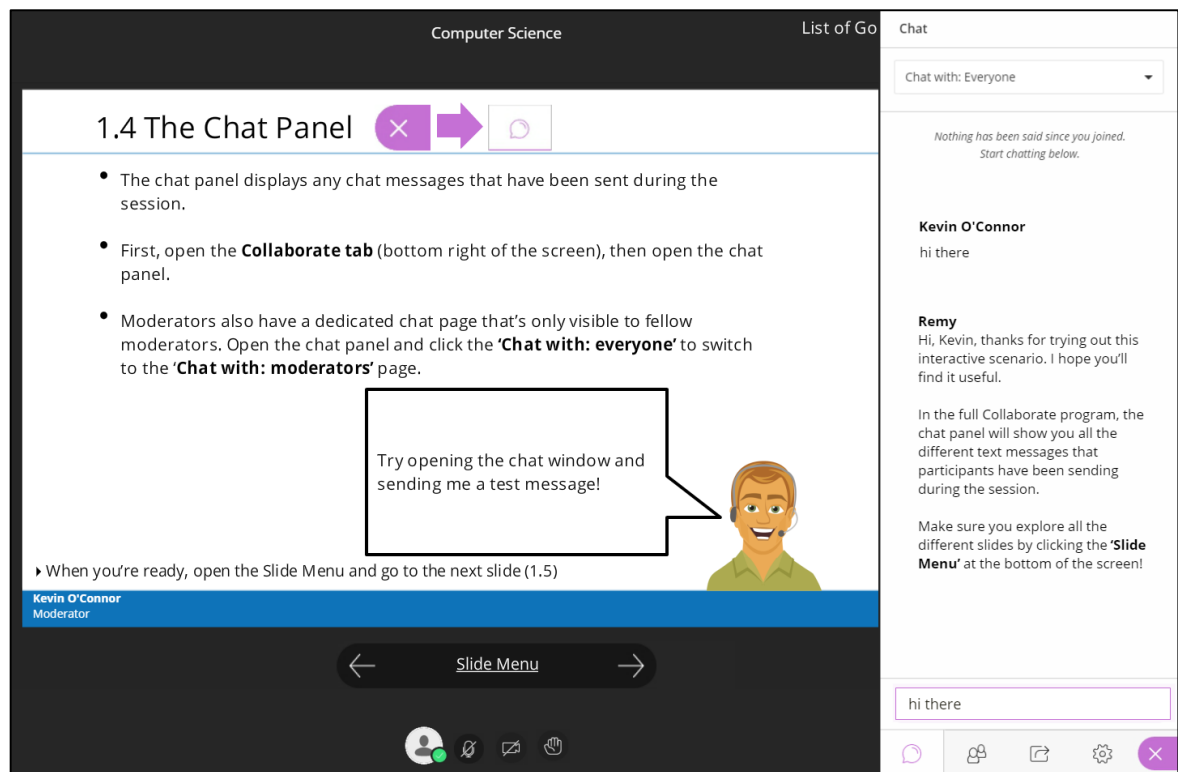 Computer Science
List of Go
1.4 The Chat Panel
• The chat panel displays any chat messages that have been sent during the
session.
• First, open the Collaborate tab (bottom right of the screen), then open the chat
panel.
• Moderators also have a dedicated chat page that's only visible to fellow
moderators. Open the chat panel and click the 'Chat with: everyone' to switch
to the 'Chat with: moderators' page.
Try opening the chat window and
sending me a test message!
When you're ready, open the Slide Menu and go to the next slide (1.5)
Kevin O'Connor
Moderator
Slide Menu
Chat
Chat with: Everyone
Nothing has been said since you joined.
Start chatting below.
Kevin O'Connor
hi there
Remy
Hi, Kevin, thanks for trying out this
interactive scenario. I hope you'll
find it useful.
In the full Collaborate program, the
chat panel will show you all the
different text messages that
participants have been sending
during the session.
Make sure you explore all the
different slides by clicking the 'Slide
Menu' at the bottom of the screen!
hi there